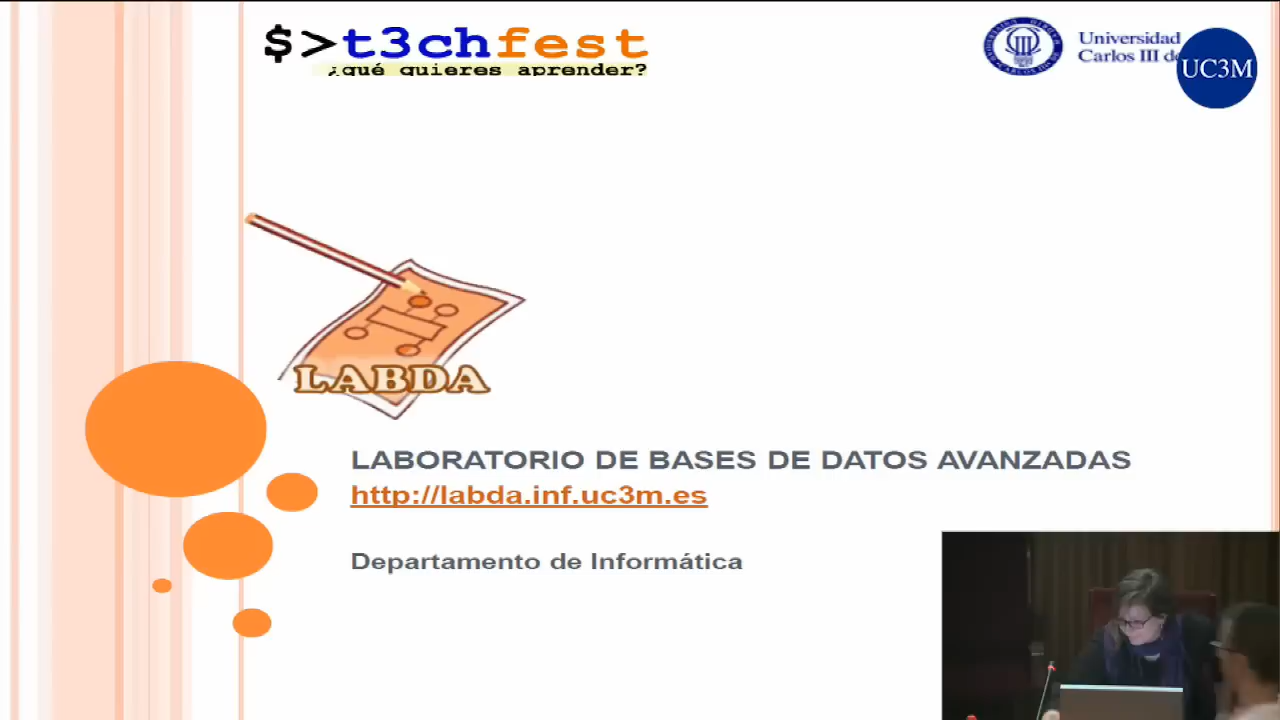 $>t3chfest
¿qué quieres aprender?
Universidad
Carlos III de
UC3M
LABDA
LABORATORIO DE BASES DE DATOS AVANZADAS
http://labda.inf.uc3m.es
Departamento de Informática